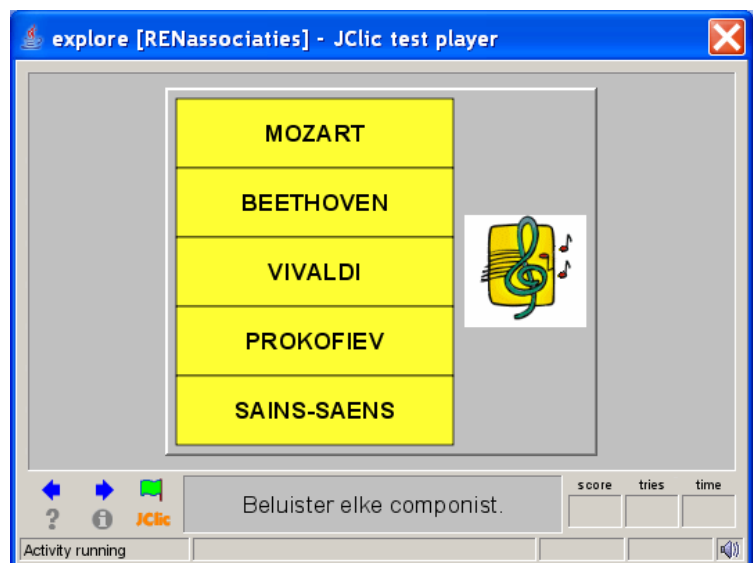 explore [RENassociaties] - JClic test player
MOZART
BEETHOVEN
VIVALDI
PROKOFIEV
SAINS-SAENS
Beluister elke componist.
score tries time
JClic
Activity running